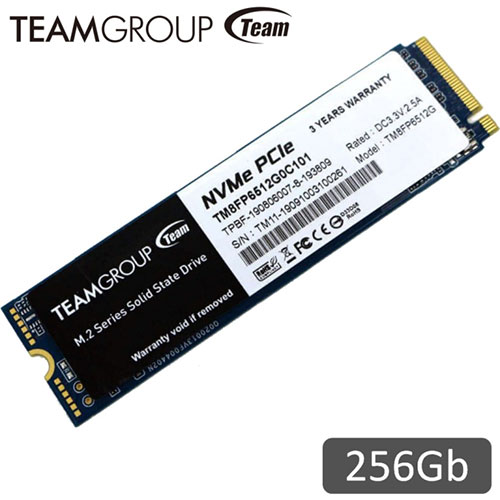 TEAMGROUP Team
3 YEARS WARRANTY
Rated : DC3.3V, 2.5A
Model : TM8FP6512G
NVMe PCIe
TM8FP6512G0C101
TPBF-190806007-8-193809
S/N : TM11-19091003100261
RoHS
Team
TEAMGROUP
M.2 Series Solid State Drive
Warranty void if removed
256Gb